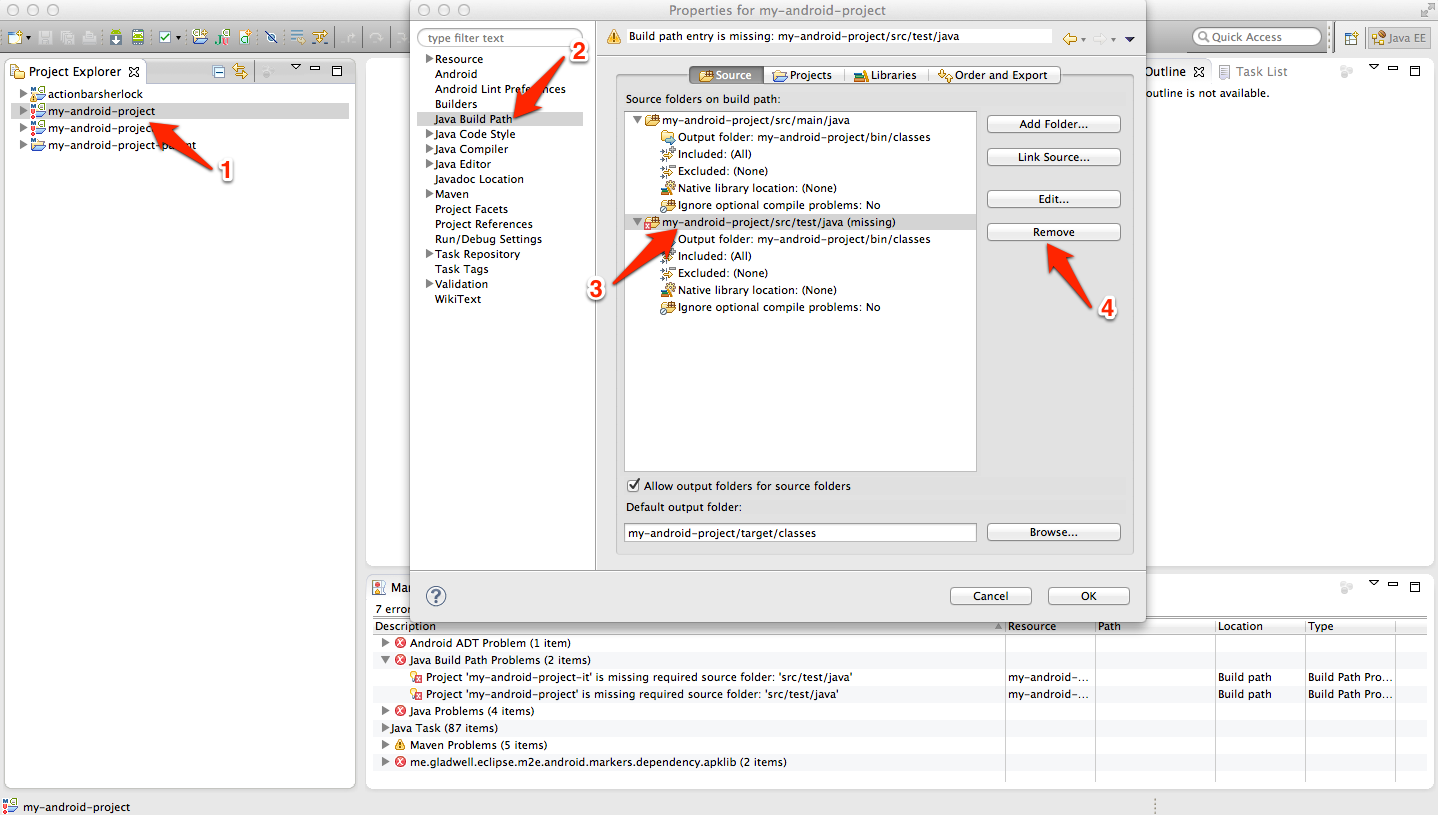 Properties for my-android-project
Quick Access
Java EE
Project Explorer
actionbarsherlock
my-android-project
my-android-projec
my-android-project-
nt
1
type filter text
2
Resource
Android
Android Lint Pref
nces
Builders
Java Build Path
Java Code Style
Java Compiler
Java Editor
Javadoc Location
Maven
Project Facets
Project References
Run/Debug Settings
Task Repository
Task Tags
Validation
WikiText
Build path entry is missing: my-android-project/src/test/java
Source
Projects
Libraries
Order and Export
Source folders on build path:
my-android-project/src/main/java
Output folder: my-android-project/bin/classes
Included: (All)
Excluded: (None)
Native library location: (None)
Ignore optional compile problems: No
my-android-project/src/test/java (missing)
Output folder: my-android-project/bin/classes
Included: (All)
Excluded: (None)
Native library location: (None)
Ignore optional compile problems: No
3
Add Folder...
Link Source...
Edit...
Remove
4
Allow output folders for source folders
Default output folder:
my-android-project/target/classes
Browse...
?
Cancel
OK
Outline
Task List
outline is not available.
Ma
7 erro
Description
Resource
Path
Location
Type
Android ADT Problem (1 item)
Java Build Path Problems (2 items)
Project 'my-android-project-it' is missing required source folder: 'src/test/java'
my-android-...
Build path
Build Path Pro...
Project 'my-android-project' is missing required source folder: 'src/test/java'
my-android-...
Build path
Build Path Pro...
Java Problems (4 items)
Java Task (87 items)
Maven Problems (5 items)
me.gladwell.eclipse.m2e.android.markers.dependency.apklib (2 items)
my-android-project